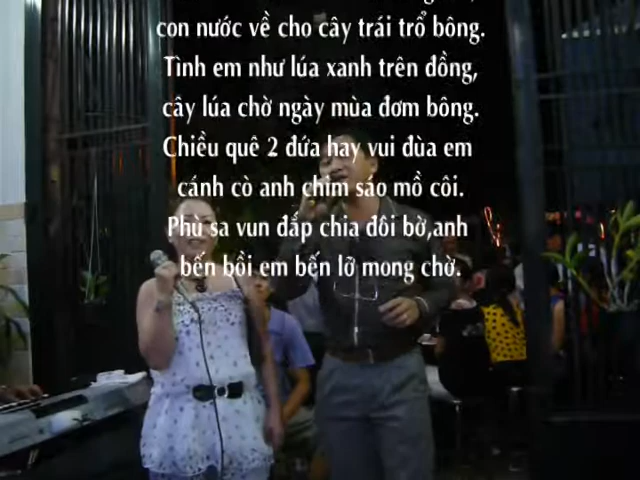 con nước về cho cây trái trổ bông.
Tình em như lúa xanh trên đồng,
cây lúa chờ ngày mùa đơm bông.
Chiều quê 2 đứa hay vui đùa em
cánh cò anh chim sáo mồ côi.
Phù sa vun đắp chia đôi bờ,anh
bến bồi em bến lỡ mong chờ.